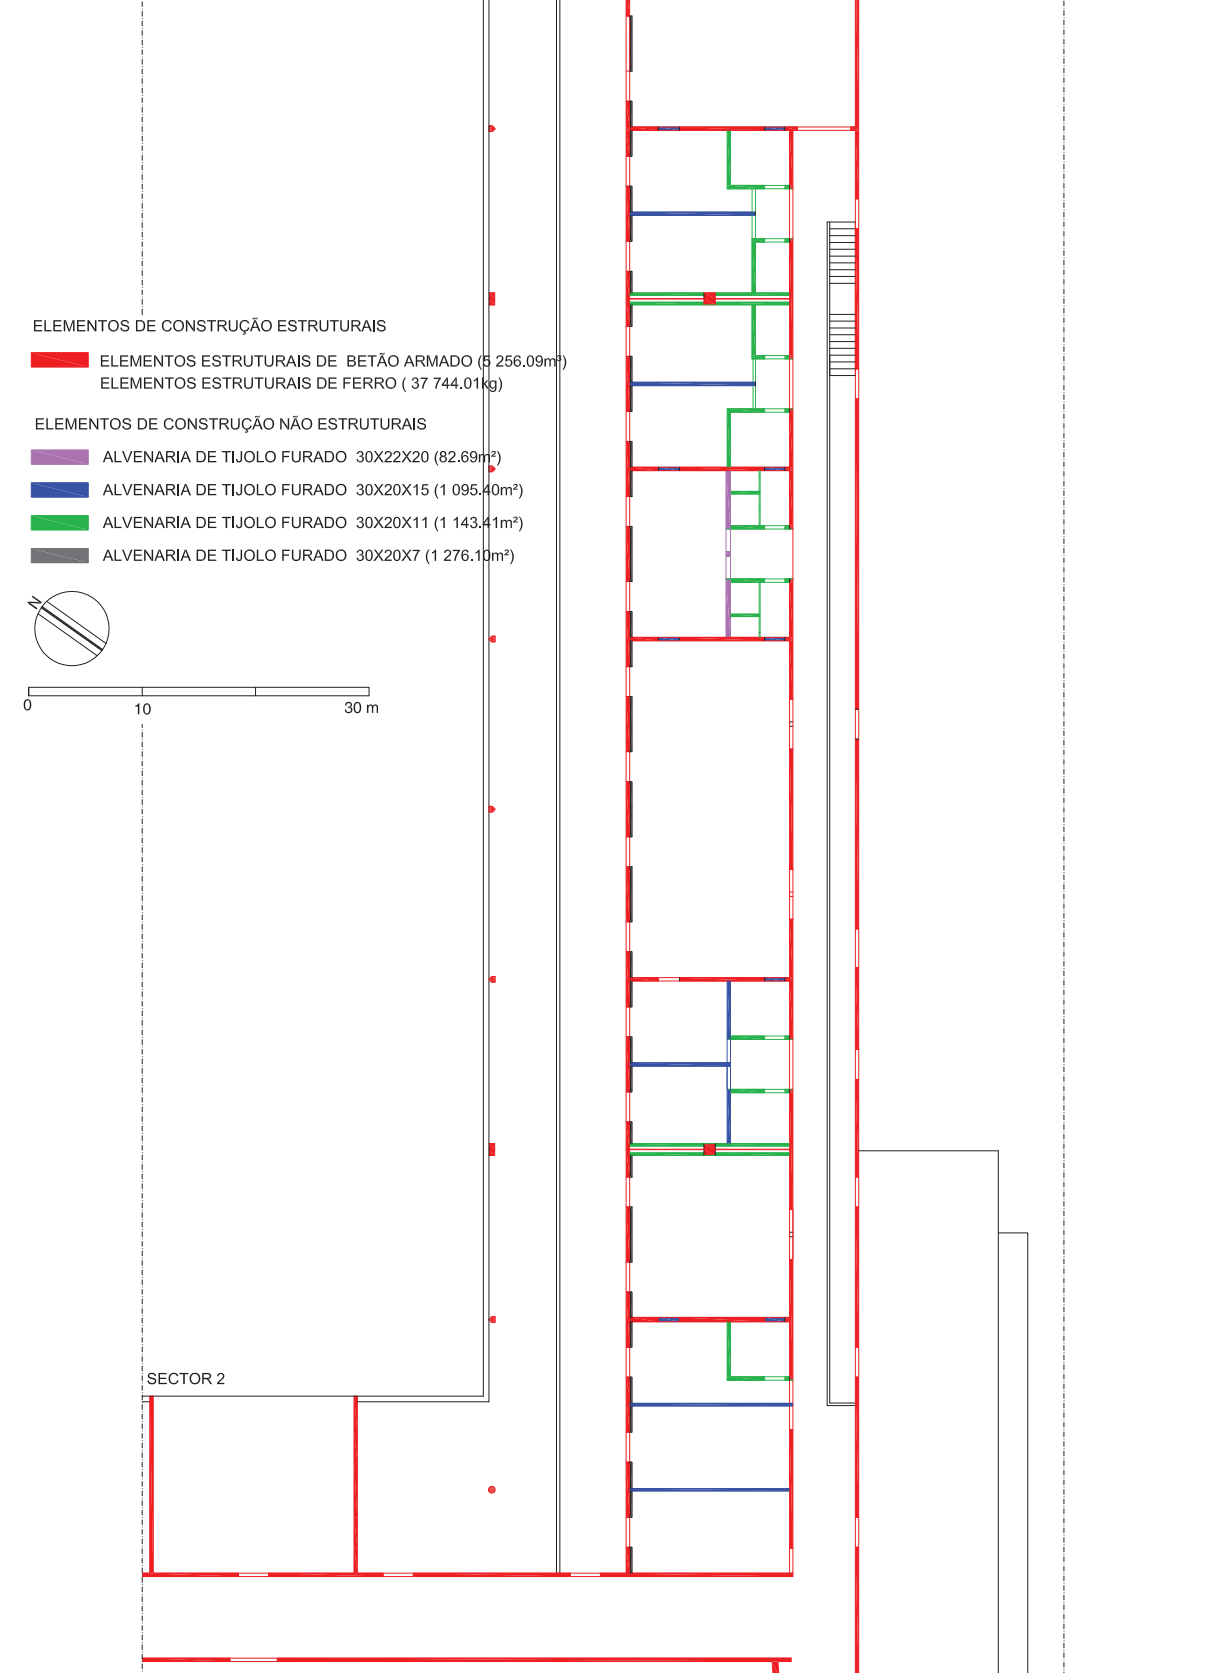 ELEMENTOS DE CONSTRUÇÃO ESTRUTURAIS
ELEMENTOS ESTRUTURAIS DE BETÃO ARMADO (5 256.09m³)
ELEMENTOS ESTRUTURAIS DE FERRO ( 37 744.01kg)
ELEMENTOS DE CONSTRUÇÃO NÃO ESTRUTURAIS
ALVENARIA DE TIJOLO FURADO 30X22X20 (82.69m²)
ALVENARIA DE TIJOLO FURADO 30X20X15 (1 095.40m²)
ALVENARIA DE TIJOLO FURADO 30X20X11 (1 143.41m²)
ALVENARIA DE TIJOLO FURADO 30X20X7 (1 276.10m²)
N
0 10 30 m
SECTOR 2